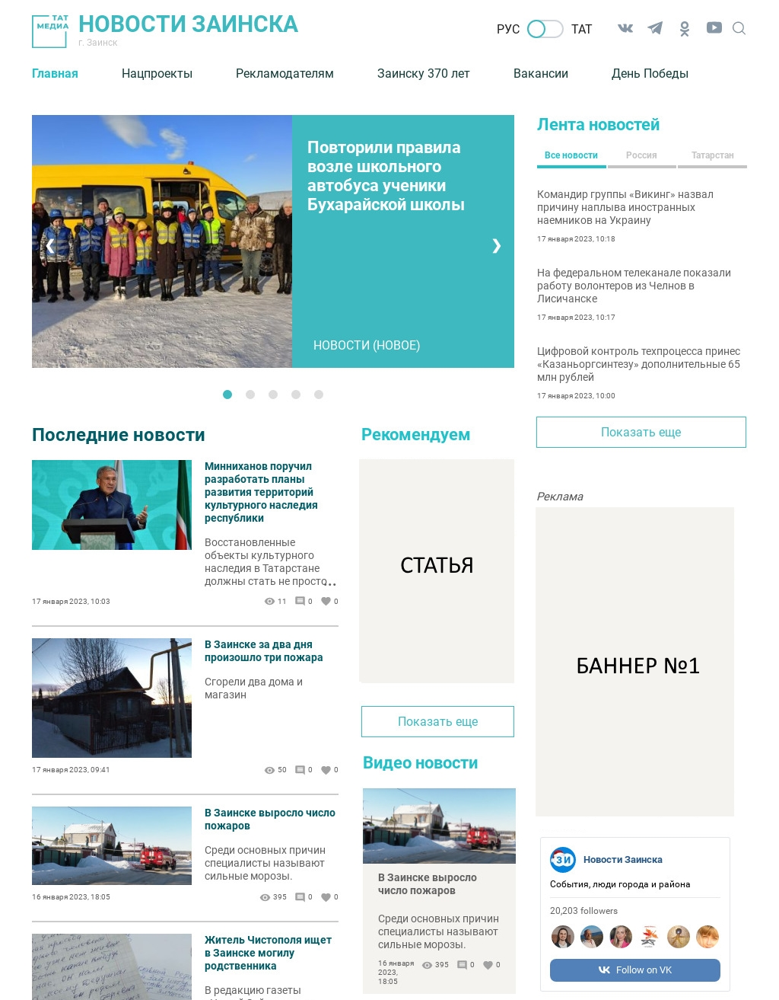 ТАТ
МЕДИА
НОВОСТИ ЗАИНСКА
г. Заинск
РУС
ТАТ
Главная
Нацпроекты
Рекламодателям
Заинску 370 лет
Вакансии
День Победы
Повторили правила
возле школьного
автобуса ученики
Бухарайской школы
НОВОСТИ (НОВОЕ)
Лента новостей
Все новости
Россия
Татарстан
Командир группы «Викинг» назвал
причину наплыва иностранных
наемников на Украину
17 января 2023, 10:18
На федеральном телеканале показали
работу волонтеров из Челнов в
Лисичанске
17 января 2023, 10:17
Цифровой контроль техпроцесса принес
«Казаньоргсинтезу» дополнительные 65
млн рублей
17 января 2023, 10:00
Показать еще
Последние новости
Минниханов поручил
разработать планы
развития территорий
культурного наследия
республики
Восстановленные
объекты культурного
наследия в Татарстане
должны стать не просто...
17 января 2023, 10:03
11
0
0
В Заинске за два дня
произошло три пожара
Сгорели два дома и
магазин
17 января 2023, 09:41
50
0
0
В Заинске выросло число
пожаров
Среди основных причин
специалисты называют
сильные морозы.
16 января 2023, 18:05
395
0
0
Житель Чистополя ищет
в Заинске могилу
родственника
В редакцию газеты
Рекомендуем
СТАТЬЯ
Показать еще
Видео новости
В Заинске выросло
число пожаров
Среди основных причин
специалисты называют
сильные морозы.
16 января
2023,
18:05
395
0
0
Реклама
БАННЕР №1
ЗИ
Новости Заинска
События, люди города и района
20,203 followers
Follow on VK